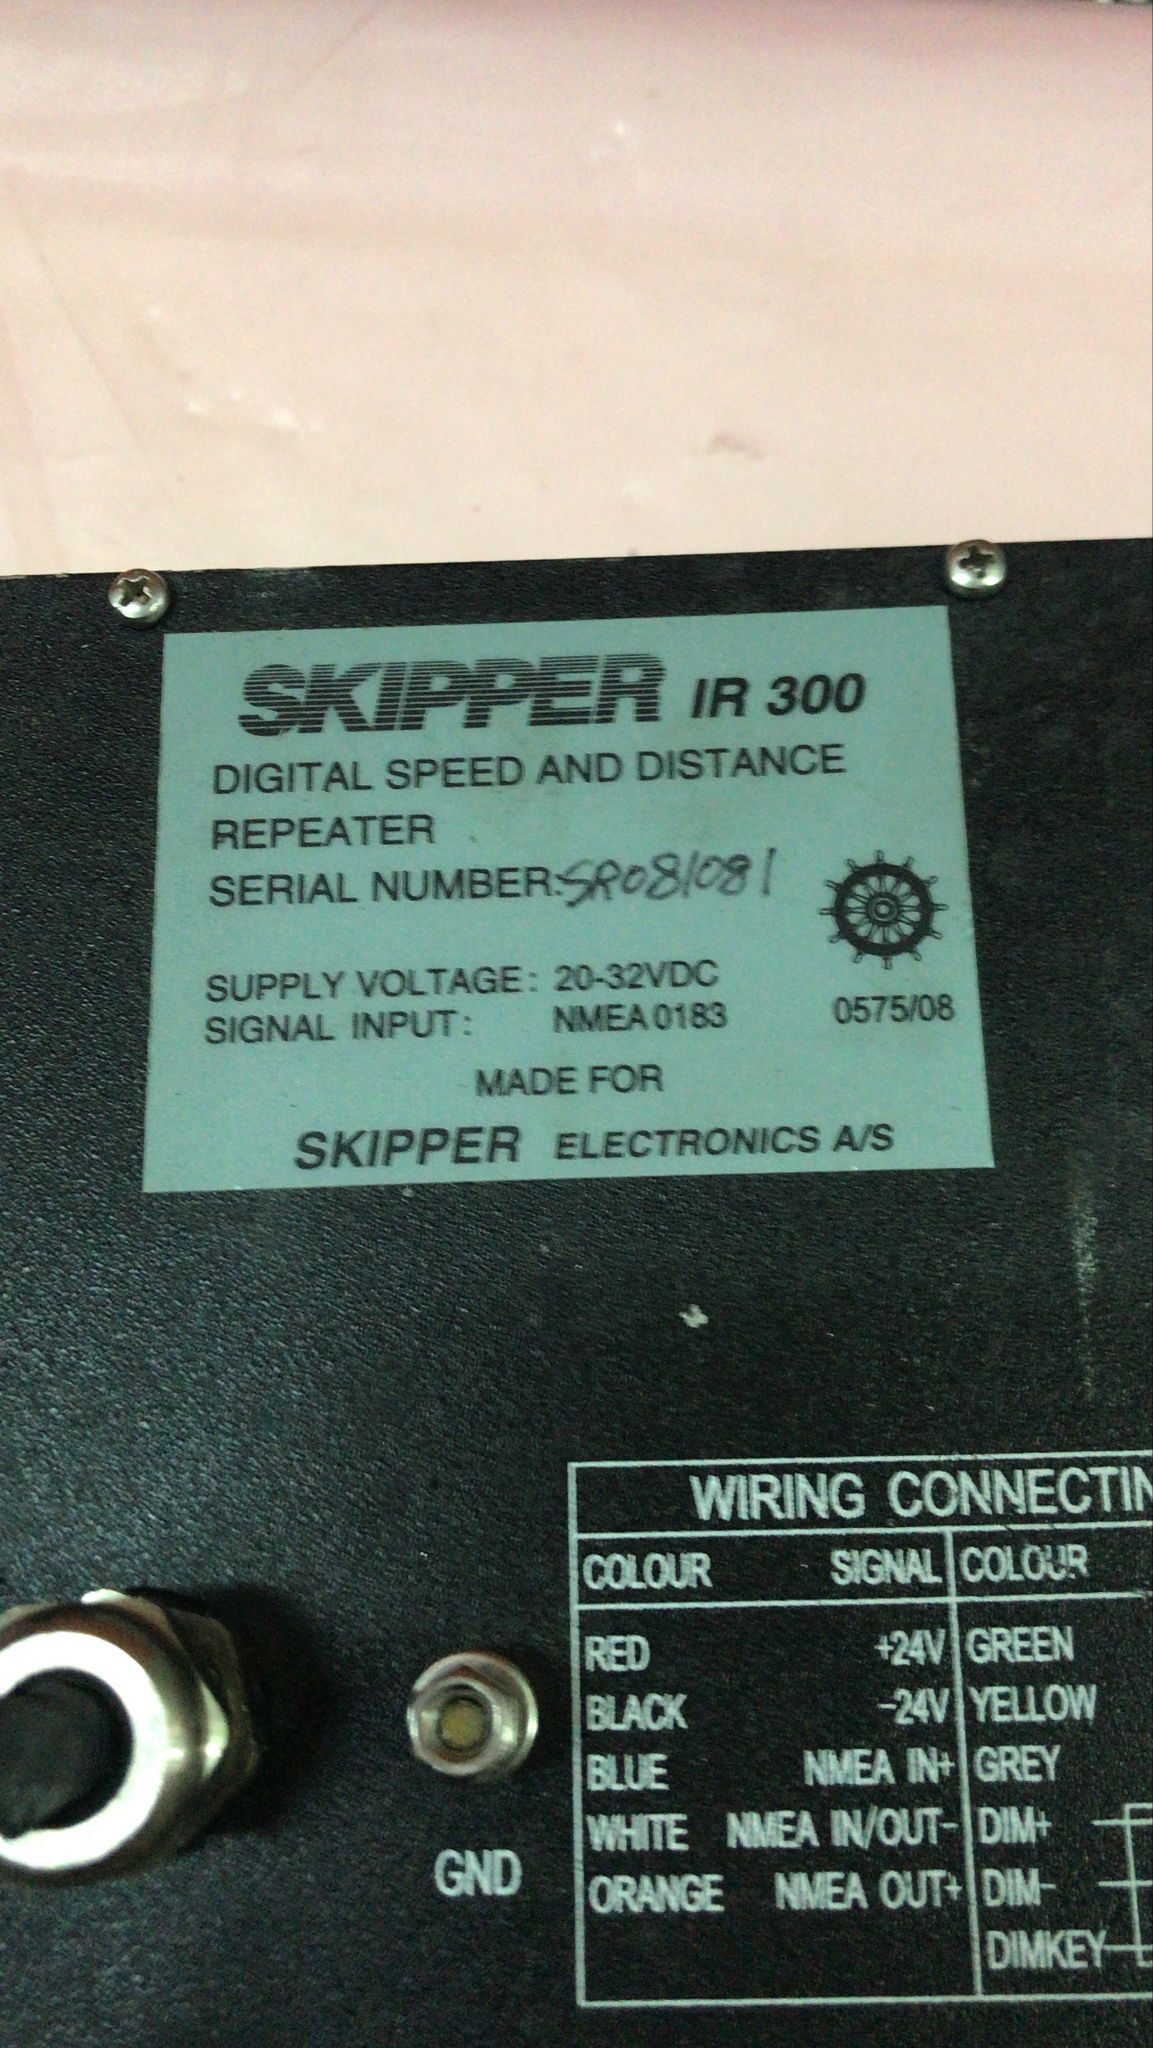 SKIPPER IR 300
DIGITAL SPEED AND DISTANCE
REPEATER
SERIAL NUMBER: SR081081
SUPPLY VOLTAGE: 20-32VDC
SIGNAL INPUT: NMEA 0183 0575/08
MADE FOR
SKIPPER ELECTRONICS A/S
WIRING CONNECTIN
COLOUR SIGNAL COLOUR
RED +24V GREEN
BLACK -24V YELLOW
BLUE NMEA IN+ GREY
WHITE NMEA IN/OUT- DIM+
ORANGE NMEA OUT+ DIM-
DIMKEY
GND